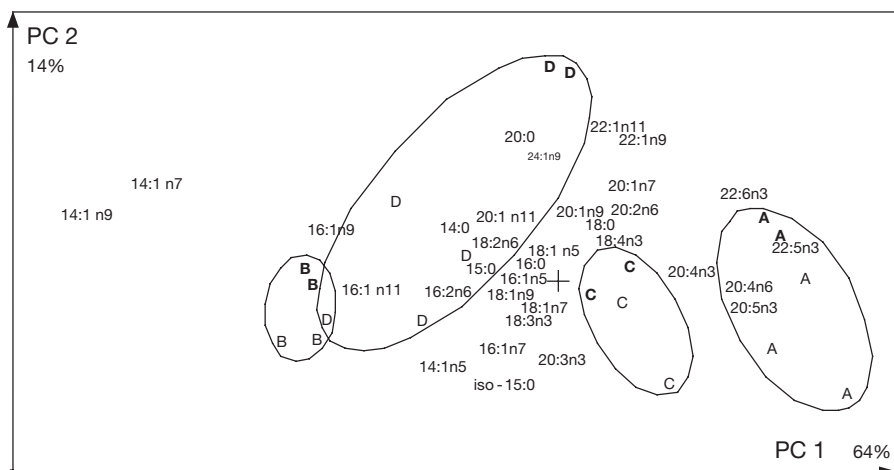 PC 2
14%
D D
22:1n11
20:0
22:1n9
24:1n9
14:1 n7
20:1n7
22:6n3
D
14:1 n9
20:1 n11
20:1n9
20:2n6
A
16:1n9
14:0
18:0
A
18:2n6
18:4n3
22:5n3
D
18:1 n5
B
15:0
16:0
C
20:4n3
A
B
16:1 n11
16:2n6
16:1n5
18:1n9
C
C
20:4n6
18:1n7
20:5n3
D
D
18:3n3
B
B
16:1n7
A
14:1n5
20:3n3
iso - 15:0
C
A
PC 1
64%